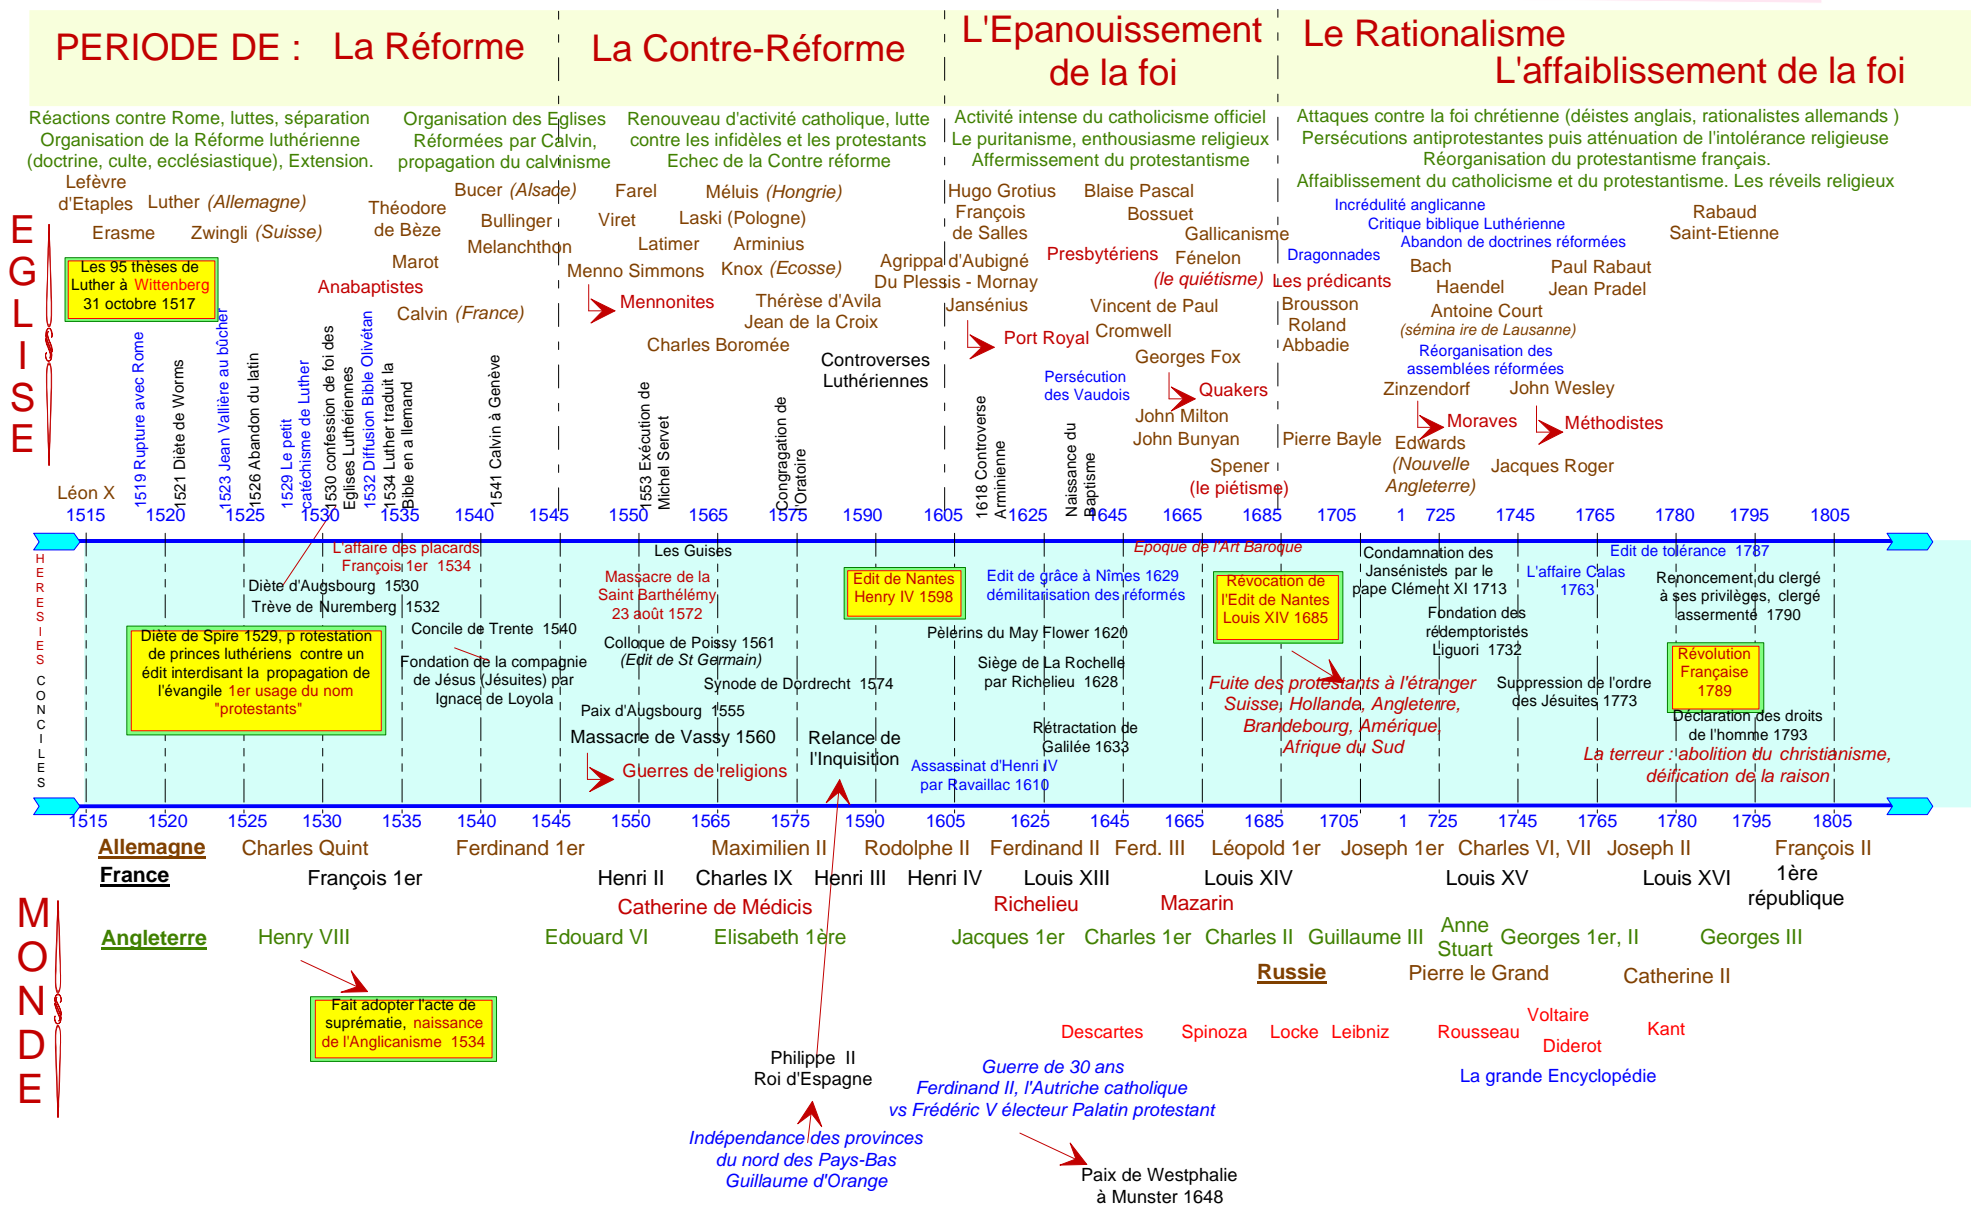 PERIODE DE : La Réforme
La Contre-Réforme
L'Epanouissement
de la foi
Le Rationalisme
L'affaiblissement de la foi
Réactions contre Rome, luttes, séparation
Organisation de la Réforme luthérienne
(doctrine, culte, ecclésiastique), Extension.
Organisation des Eglises
Réformées par Calvin,
propagation du calvinisme
Renouveau d'activité catholique, lutte
contre les infidèles et les protestants
Echec de la Contre réforme
Activité intense du catholicisme officiel
Le puritanisme, enthousiasme religieux
Affermissement du protestantisme
Attaques contre la foi chrétienne (déistes anglais, rationalistes allemands )
Persécutions antiprotestantes puis atténuation de l'intolérance religieuse
Réorganisation du protestantisme français.
Affaiblissement du catholicisme et du protestantisme. Les réveils religieux
EGLISE
Lefèvre
d'Etaples
Luther (Allemagne)
Erasme
Zwingli (Suisse)
Théodore
de Bèze
Bucer (Alsace)
Bullinger
Melanchthon
Marot
Anabaptistes
Calvin (France)
Les 95 thèses de
Luther à Wittenberg
31 octobre 1517
Farel
Méluis (Hongrie)
Viret
Laski (Pologne)
Latimer
Arminius
Menno Simmons
Knox (Ecosse)
Mennonites
Thérèse d'Avila
Jean de la Croix
Charles Boromée
Controverses
Luthériennes
Agrippa d'Aubigné
Du Plessis - Mornay
Jansénius
Hugo Grotius
François
de Salles
Blaise Pascal
Bossuet
Gallicanisme
Presbytériens
Fénelon
(le quiétisme)
Vincent de Paul
Cromwell
Port Royal
Georges Fox
Quakers
Persécution
des Vaudois
John Milton
John Bunyan
Spener
(le piétisme)
Incrédulité anglicanne
Critique biblique Luthérienne
Abandon de doctrines réformées
Dragonnades
Les prédicants
Brousson
Roland
Abbadie
Bach
Haendel
Antoine Court
(sémina ire de Lausanne)
Réorganisation des
assemblées réformées
Rabaud
Saint-Etienne
Paul Rabaut
Jean Pradel
Zinzendorf
Moraves
John Wesley
Méthodistes
Pierre Bayle
Edwards
(Nouvelle
Angleterre)
Jacques Roger
Léon X
1519 Rupture avec Rome
1521 Diète de Worms
1523 Jean Vallière au bûcher
1526 Abandon du latin
1529 Le petit
catéchisme de Luther
1530 confession de foi des
Eglises Luthériennes
1532 Diffusion Bible Olivétan
1534 Luther traduit la
Bible en a llemand
1541 Calvin à Genève
1553 Exécution de
Michel Servet
Congragation de
l'Oratoire
1618 Controverse
Arminienne
Naissance du
Baptisme
1515 1520 1525 1530 1535 1540 1545 1550 1565 1575 1590 1605 1625 1645 1665 1685 1705 1 725 1745 1765 1780 1795 1805
HERESIES CONCILES
L'affaire des placards
François 1er 1534
Diète d'Augsbourg 1530
Trève de Nuremberg 1532
Diète de Spire 1529, p rotestation
de princes luthériens contre un
édit interdisant la propagation de
l'évangile 1er usage du nom
"protestants"
Concile de Trente 1540
Fondation de la compagnie
de Jésus (Jésuites) par
Ignace de Loyola
Les Guises
Massacre de la
Saint Barthélémy
23 août 1572
Colloque de Poissy 1561
(Edit de St Germain)
Synode de Dordrecht 1574
Paix d'Augsbourg 1555
Massacre de Vassy 1560
Guerres de religions
Relance de
l'Inquisition
Edit de Nantes
Henry IV 1598
Edit de grâce à Nîmes 1629
démilitarisation des réformés
Pèlerins du May Flower 1620
Siège de La Rochelle
par Richelieu 1628
Rétractation de
Galilée 1633
Assassinat d'Henri IV
par Ravaillac 1610
Epoque de l'Art Baroque
Révocation de
l'Edit de Nantes
Louis XIV 1685
Fuite des protestants à l'étranger
Suisse, Hollande, Angleterre,
Brandebourg, Amérique,
Afrique du Sud
Condamnation des
Jansénistes par le
pape Clément XI 1713
Fondation des
rédemptoristes
Liguori 1732
L'affaire Calas
1763
Edit de tolérance 1787
Renoncement du clergé
à ses privilèges, clergé
assermenté 1790
Suppression de l'ordre
des Jésuites 1773
Révolution
Française
1789
Déclaration des droits
de l'homme 1793
La terreur : abolition du christianisme,
déification de la raison
1515 1520 1525 1530 1535 1540 1545 1550 1565 1575 1590 1605 1625 1645 1665 1685 1705 1 725 1745 1765 1780 1795 1805
MONDE
Allemagne Charles Quint Ferdinand 1er Maximilien II Rodolphe II Ferdinand II Ferd. III Léopold 1er Joseph 1er Charles VI, VII Joseph II François II
France François 1er Henri II Charles IX Henri III Henri IV Louis XIII Louis XIV Louis XV Louis XVI 1ère
république
Catherine de Médicis Richelieu Mazarin
Angleterre Henry VIII Edouard VI Elisabeth 1ère Jacques 1er Charles 1er Charles II Guillaume III Anne
Stuart Georges 1er, II Georges III
Russie Pierre le Grand Catherine II
Fait adopter l'acte de
suprématie, naissance
de l'Anglicanisme 1534
Descartes Spinoza Locke Leibniz Rousseau Voltaire
Diderot
Kant
La grande Encyclopédie
Philippe II
Roi d'Espagne
Indépendance des provinces
du nord des Pays-Bas
Guillaume d'Orange
Guerre de 30 ans
Ferdinand II, l'Autriche catholique
vs Frédéric V électeur Palatin protestant
Paix de Westphalie
à Munster 1648